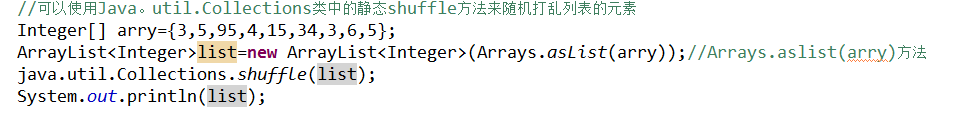 //可以使用Java。util.Collections类中的静态shuffle方法来随机打乱列表的元素
Integer[] arry={3,5,95,4,15,34,3,6,5};
ArrayList<Integer>list=new ArrayList<Integer>(Arrays.asList(arry));//Arrays.aslist(arry)方法
java.util.Collections.shuffle(list);
System.out.println(list);